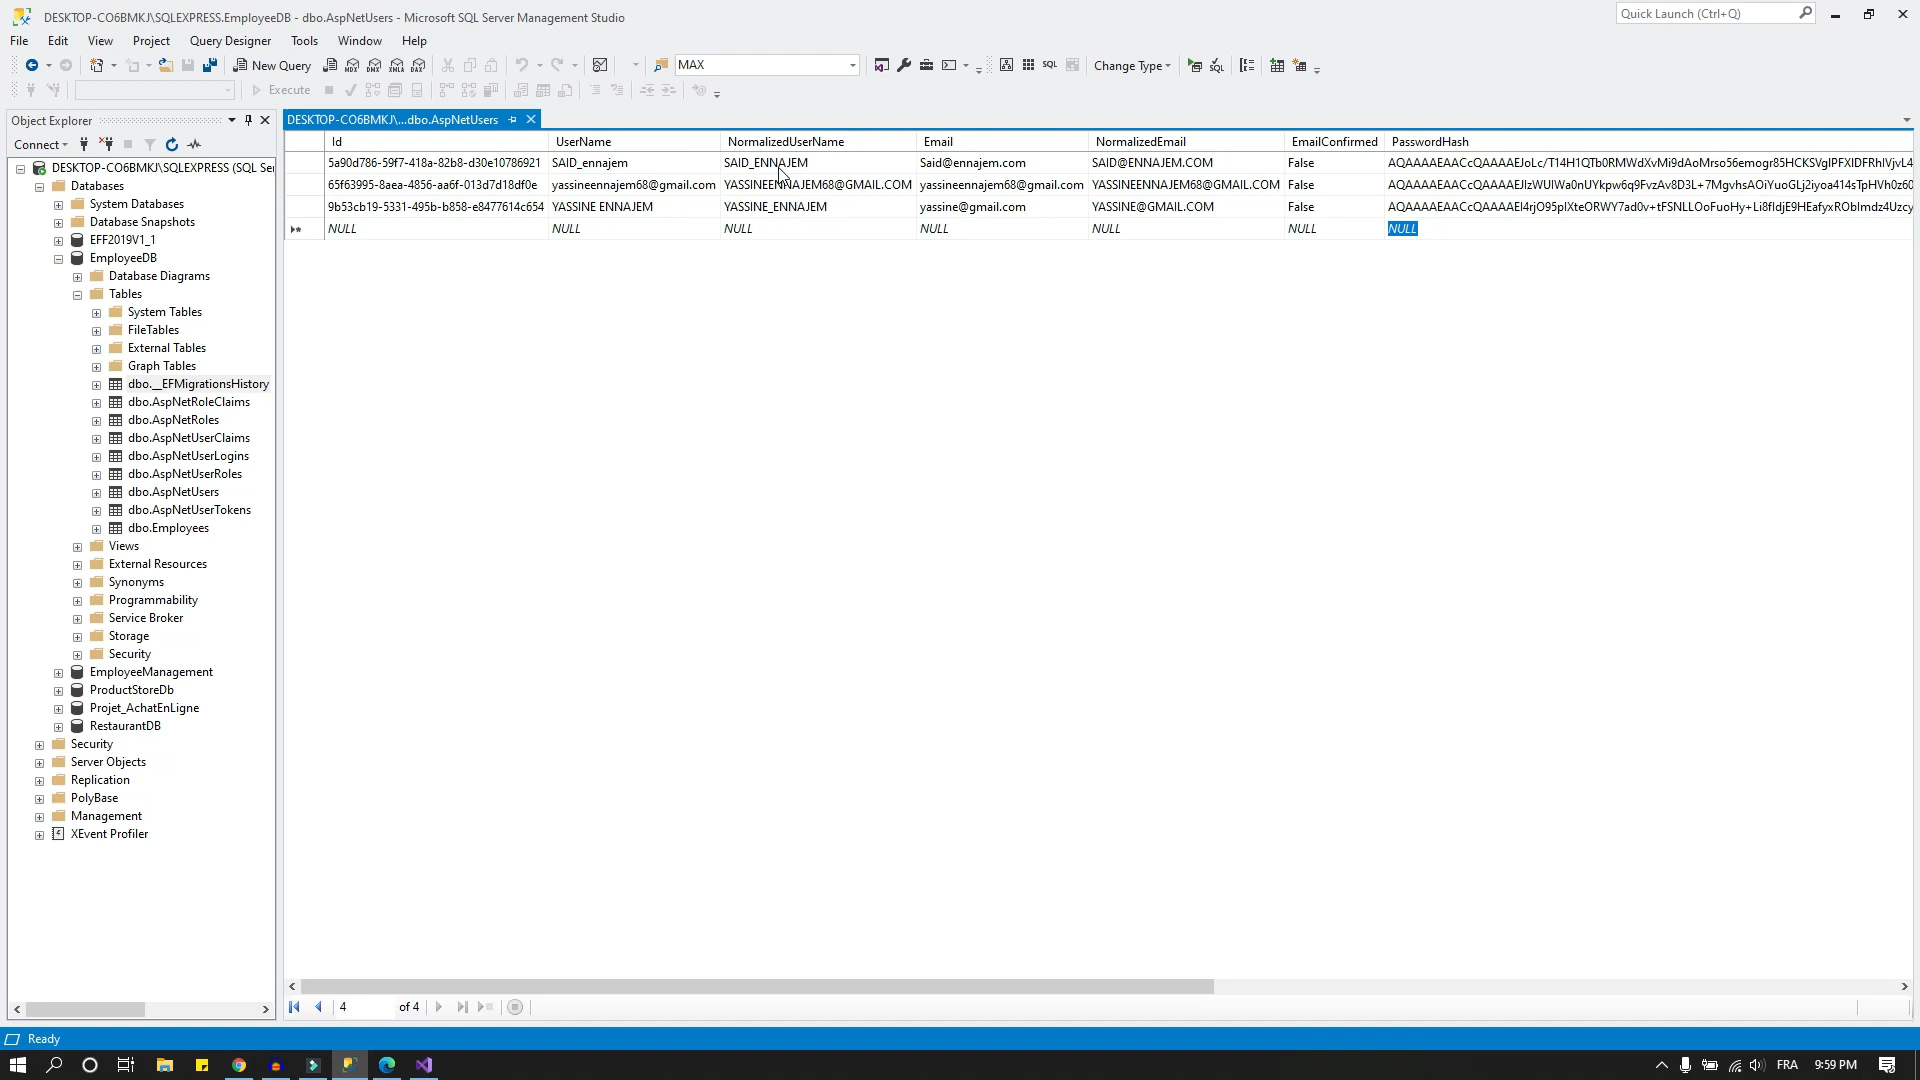 DESKTOP-CO6BMKJ\SQLEXPRESS.EmployeeDB - dbo.AspNetUsers - Microsoft SQL Server Management Studio
Quick Launch (Ctrl+Q)
File Edit View Project Query Designer Tools Window Help
New Query MDX DMX XMLA DAX MAX SQL Change Type SQL
Execute
Object Explorer
DESKTOP-CO6BMKJ\...dbo.AspNetUsers
Connect
Id UserName NormalizedUserName Email NormalizedEmail EmailConfirmed PasswordHash
5a90d786-59f7-418a-82b8-d30e10786921 SAID_ennajem SAID_ENNAJEM Said@ennajem.com SAID@ENNAJEM.COM False
65f63995-8aea-4856-aa6f-013d7d18df0e yassineennajem68@gmail.com YASSINEENNAJEM68@GMAIL.COM yassineennajem68@gmail.com YASSINEENNAJEM68@GMAIL.COM False
9b53cb19-5331-495b-b858-e8477614c654 YASSINE ENNAJEM YASSINE_ENNAJEM yassine@gmail.com YASSINE@GMAIL.COM False
NULL NULL NULL NULL NULL NULL NULL
DESKTOP-CO6BMKJ\SQLEXPRESS (SQL Se
Databases
System Databases
Database Snapshots
EFF2019V1_1
EmployeeDB
Database Diagrams
Tables
System Tables
FileTables
External Tables
Graph Tables
dbo.__EFMigrationsHistory
dbo.AspNetRoleClaims
dbo.AspNetRoles
dbo.AspNetUserClaims
dbo.AspNetUserLogins
dbo.AspNetUserRoles
dbo.AspNetUsers
dbo.AspNetUserTokens
dbo.Employees
Views
External Resources
Synonyms
Programmability
Service Broker
Storage
Security
EmployeeManagement
ProductStoreDb
Projet_AchatEnLigne
RestaurantDB
Security
Server Objects
Replication
PolyBase
Management
XEvent Profiler
4 of 4
Ready
FRA 9:59 PM